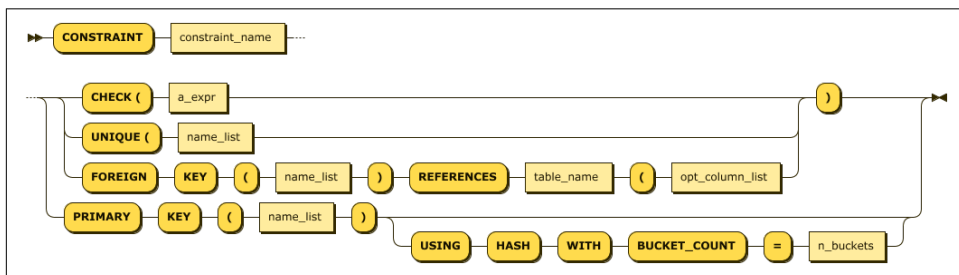 CONSTRAINT constraint_name
CHECK ( a_expr )
UNIQUE ( name_list
FOREIGN KEY ( name_list ) REFERENCES table_name ( opt_column_list
PRIMARY KEY ( name_list )
USING HASH WITH BUCKET_COUNT = n_buckets